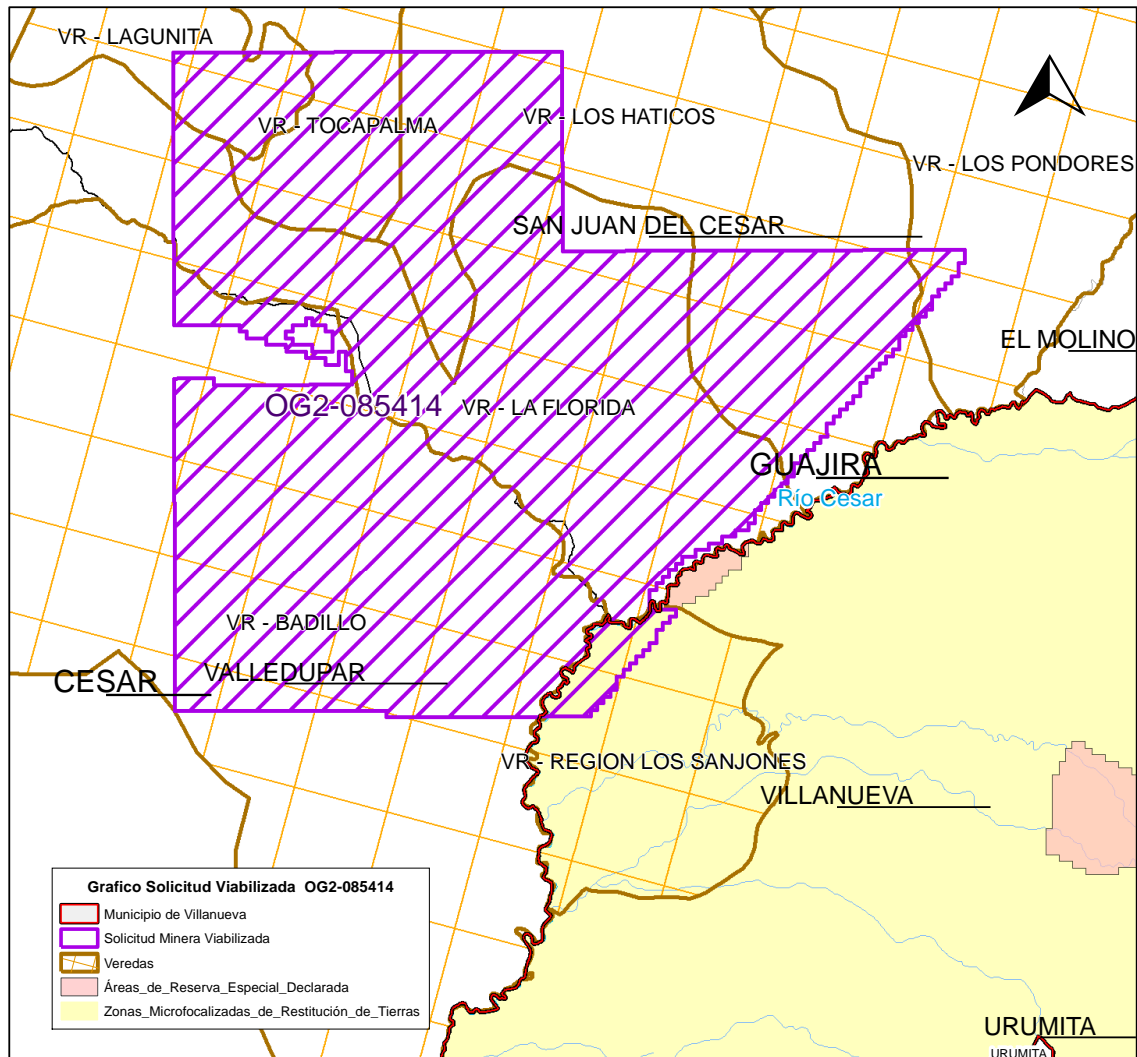 VR - LAGUNITA
VR - TOCAPALMA
VR - LOS HATICOS
VR - LOS PONDORES
SAN JUAN DEL CESAR
EL MOLINO
OG2-085414
VR - LA FLORIDA
GUAJIRA
Río Cesar
VR - BADILLO
CESAR
VALLEDUPAR
VR - REGION LOS SANJONES
VILLANUEVA
Grafico Solicitud Viabilizada OG2-085414
Municipio de Villanueva
Solicitud Minera Viabilizada
Veredas
Áreas_de_Reserva_Especial_Declarada
Zonas_Microfocalizadas_de_Restitución_de_Tierras
URUMITA
URUMITA